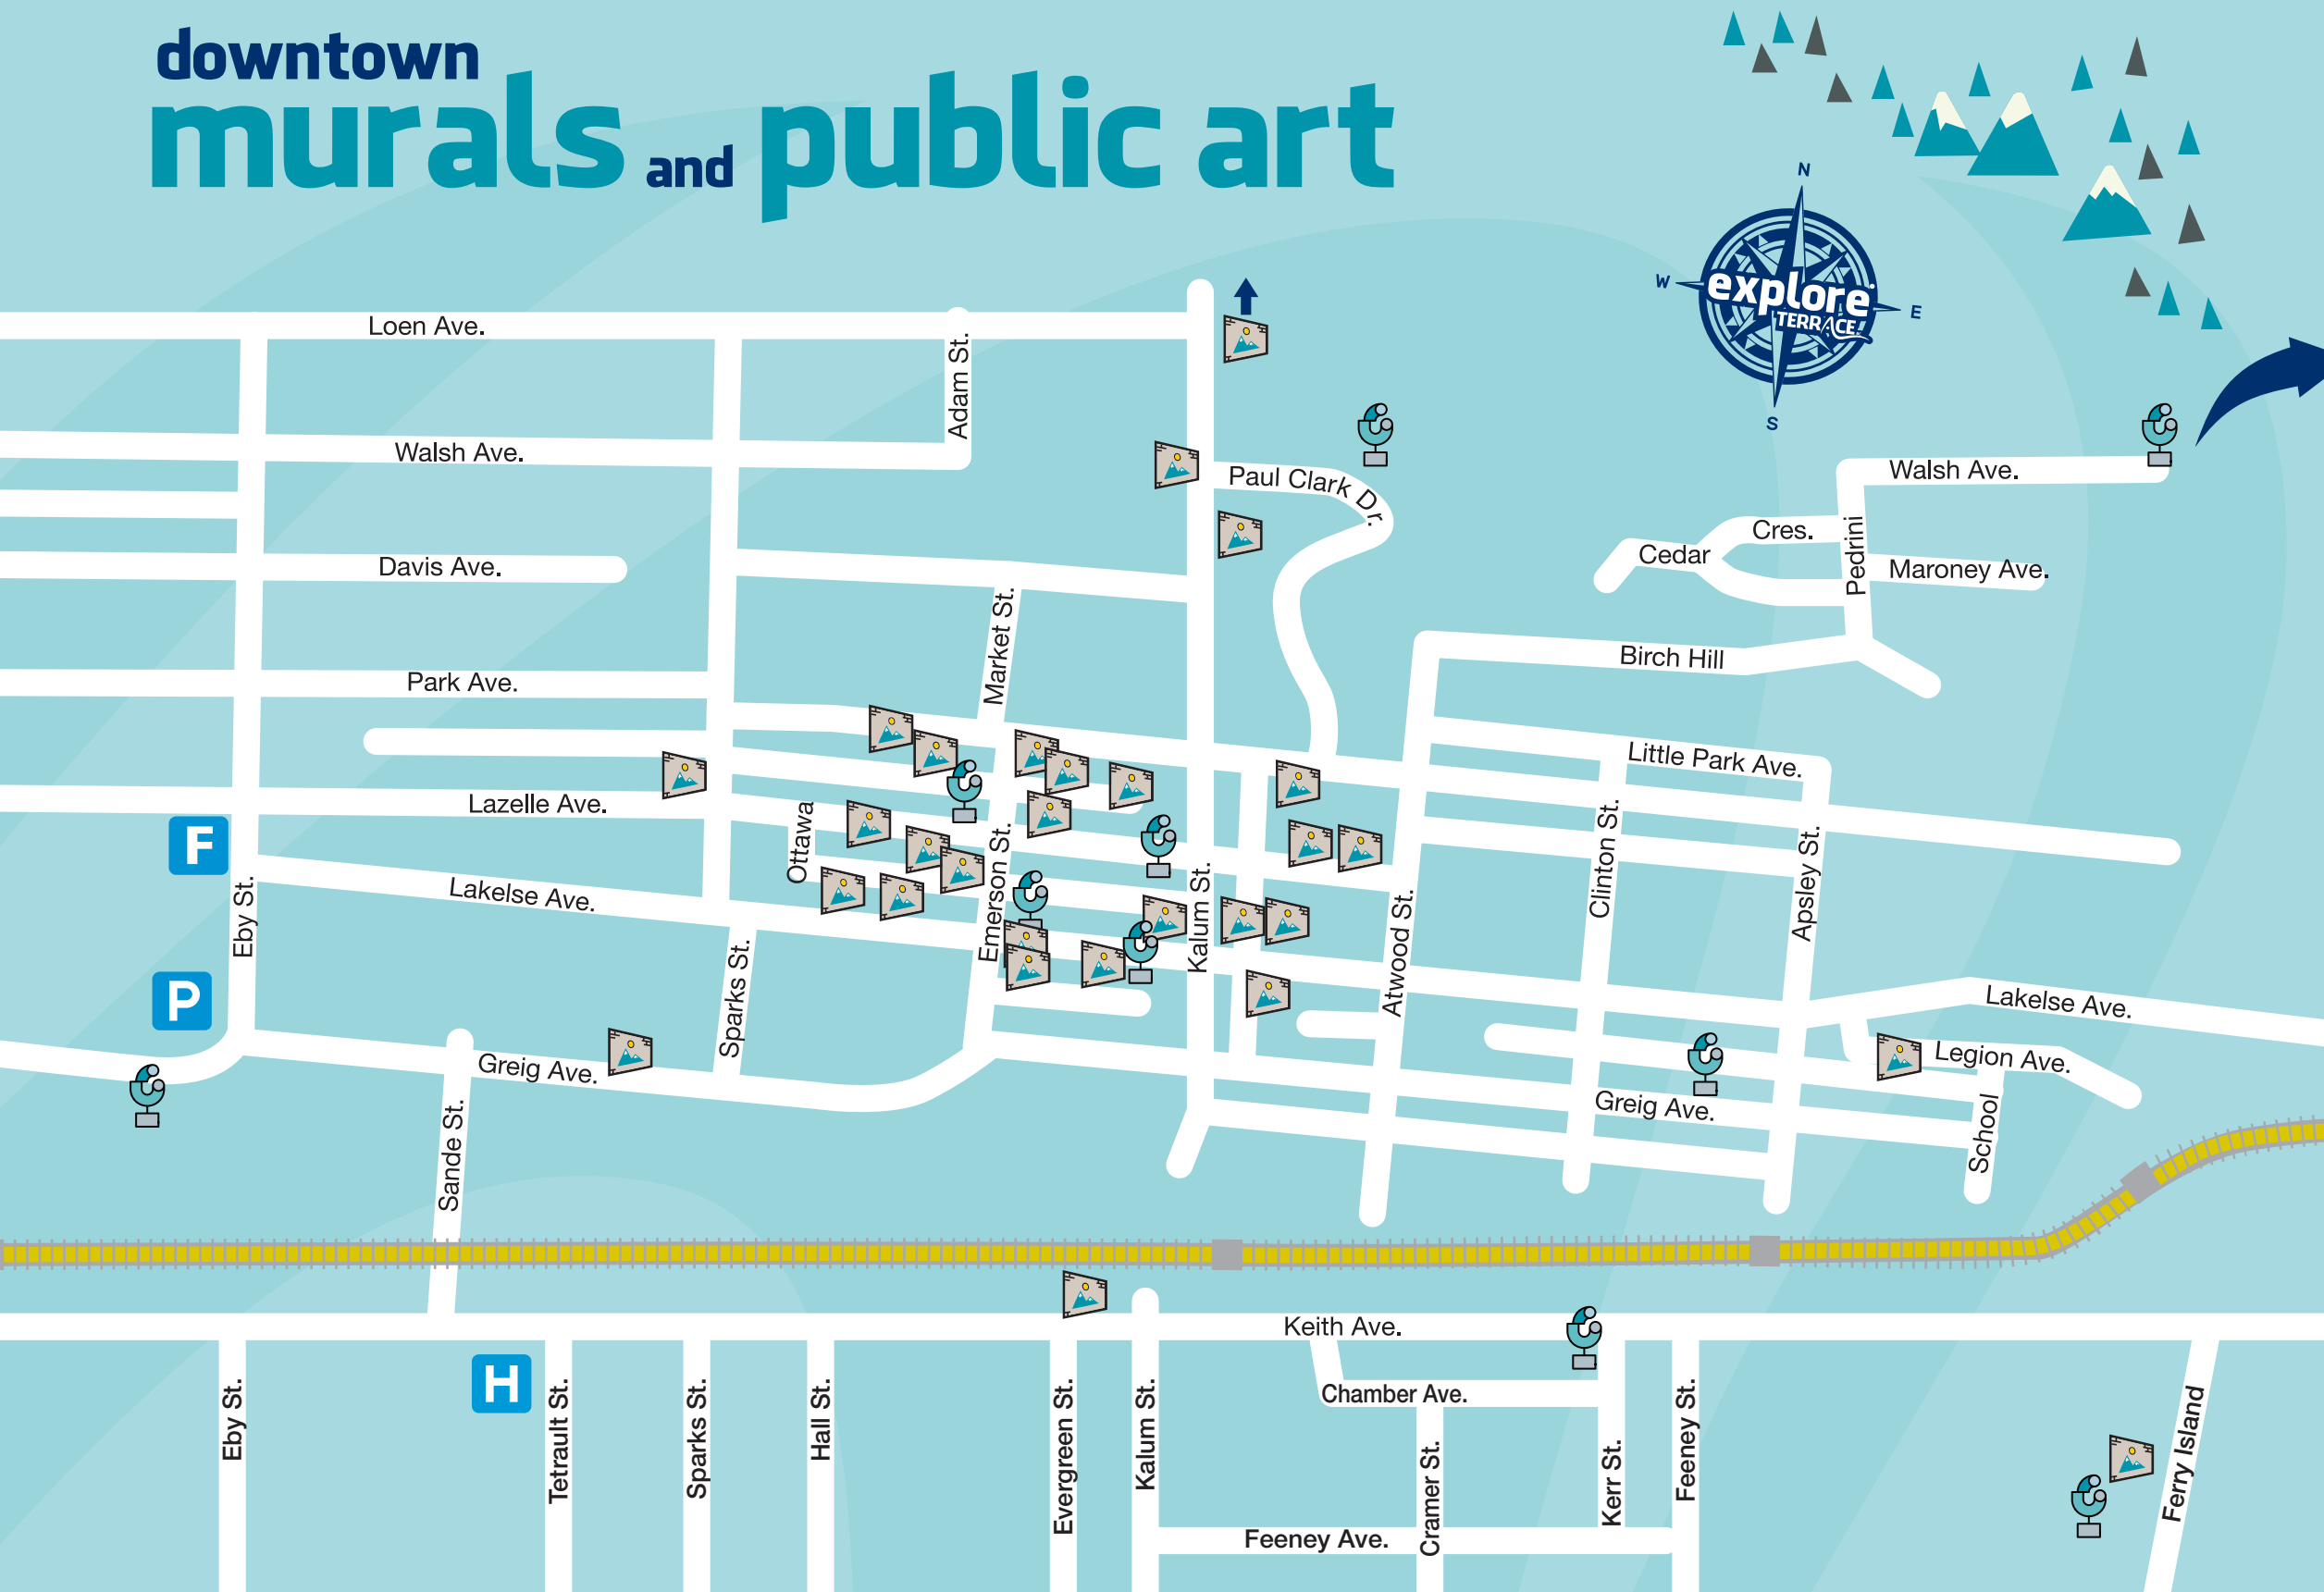 downtown
murals and public art
N
W
E
S
explore
TERRACE
Loen Ave.
Adam St.
Walsh Ave.
Paul Clark Dr.
Walsh Ave.
Cres.
Cedar
Pedrini
Maroney Ave.
Davis Ave.
Market St.
Birch Hill
Park Ave.
Little Park Ave.
Lazelle Ave.
Ottawa
F
Emerson St.
Clinton St.
Apsley St.
Lakelse Ave.
Eby St.
Kalum St.
Atwood St.
Sparks St.
P
Lakelse Ave.
Greig Ave.
Legion Ave.
Greig Ave.
School
Sande St.
Keith Ave.
H
Chamber Ave.
Eby St.
Tetrault St.
Sparks St.
Hall St.
Evergreen St.
Kalum St.
Cramer St.
Kerr St.
Feeney St.
Ferry Island
Feeney Ave.